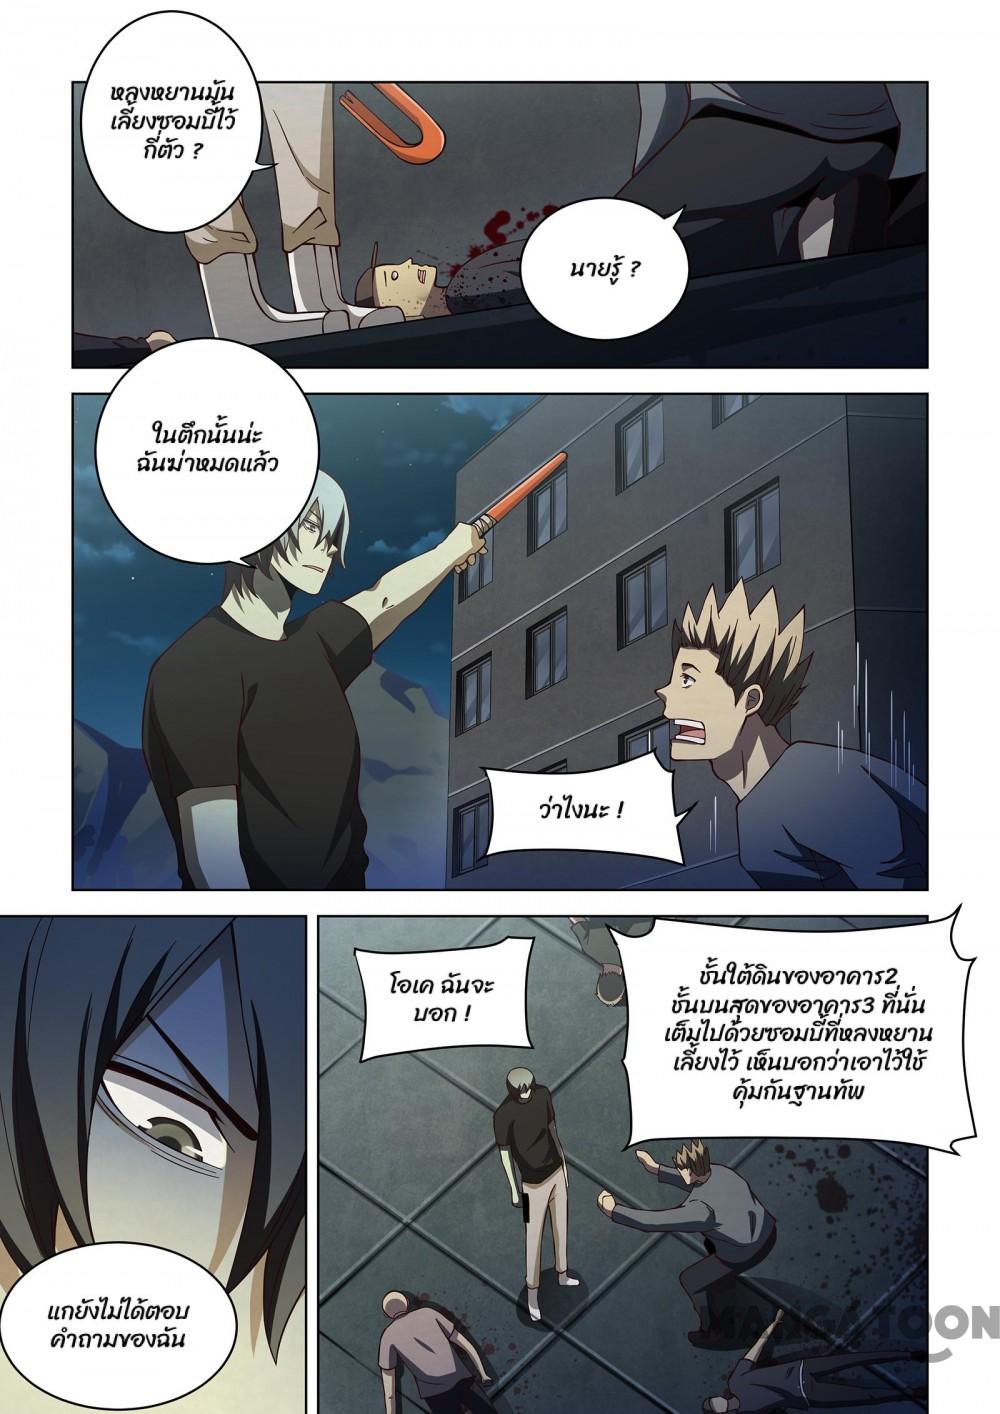 หลงหยานมัน
เลี้ยงซอมบี้ไว้
กี่ตัว ?
นายรู้ ?
ในตึกนั้นน่ะ
ฉันฆ่าหมดแล้ว
ว่าไงนะ !
แกยังไม่ได้ตอบ
คำถามของฉัน
โอเค ฉันจะ
บอก !
ชั้นใต้ดินของอาคาร2
ชั้นบนสุดของอาคาร3 ที่นั่น
เต็มไปด้วยซอมบี้ที่หลงหยาน
เลี้ยงไว้ เห็นบอกว่าเอาไว้ใช้
คุ้มกันฐานทัพ
MANGATOON